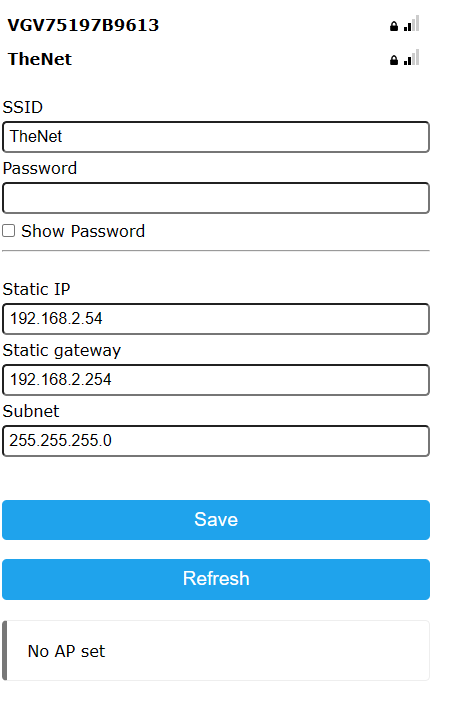 VGV75197B9613
TheNet
SSID
TheNet
Password
Show Password
Static IP
192.168.2.54
Static gateway
192.168.2.254
Subnet
255.255.255.0
Save
Refresh
No AP set